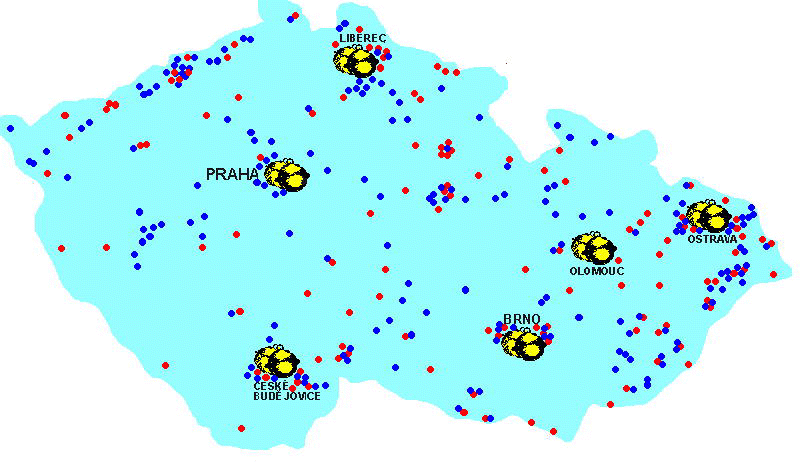 LIBEREC
PRAHA
OSTRAVA
OLOMOUC
BRNO
ČESKÉ
BUDĚJOVICE